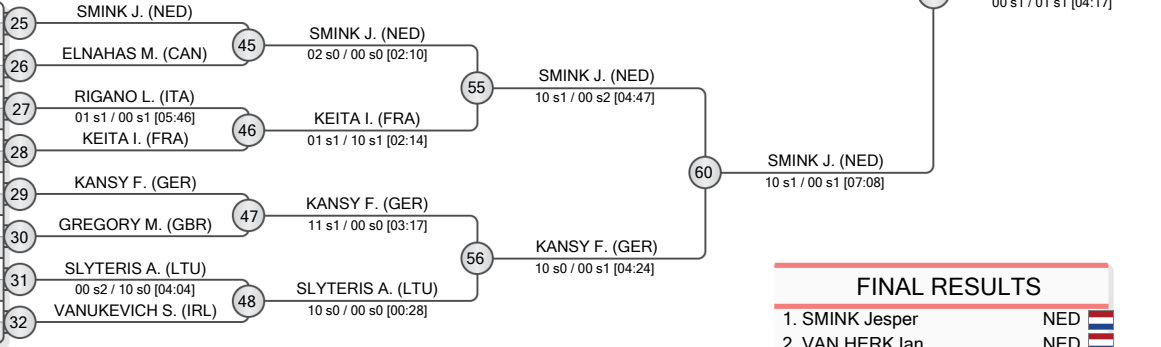 00 s1 / 01 s1 [04:17]
25
SMINK J. (NED)
45
SMINK J. (NED)
02 s0 / 00 s0 [02:10]
26
ELNAHAS M. (CAN)
55
SMINK J. (NED)
10 s1 / 00 s2 [04:47]
27
RIGANO L. (ITA)
01 s1 / 00 s1 [05:46]
46
KEITA I. (FRA)
01 s1 / 10 s1 [02:14]
28
KEITA I. (FRA)
60
SMINK J. (NED)
10 s1 / 00 s1 [07:08]
29
KANSY F. (GER)
47
KANSY F. (GER)
11 s1 / 00 s0 [03:17]
30
GREGORY M. (GBR)
56
KANSY F. (GER)
10 s0 / 00 s1 [04:24]
31
SLYTERIS A. (LTU)
00 s2 / 10 s0 [04:04]
48
SLYTERIS A. (LTU)
10 s0 / 00 s0 [00:28]
32
VANUKEVICH S. (IRL)
FINAL RESULTS
1. SMINK Jesper NED
2. VAN HERK Ian NED